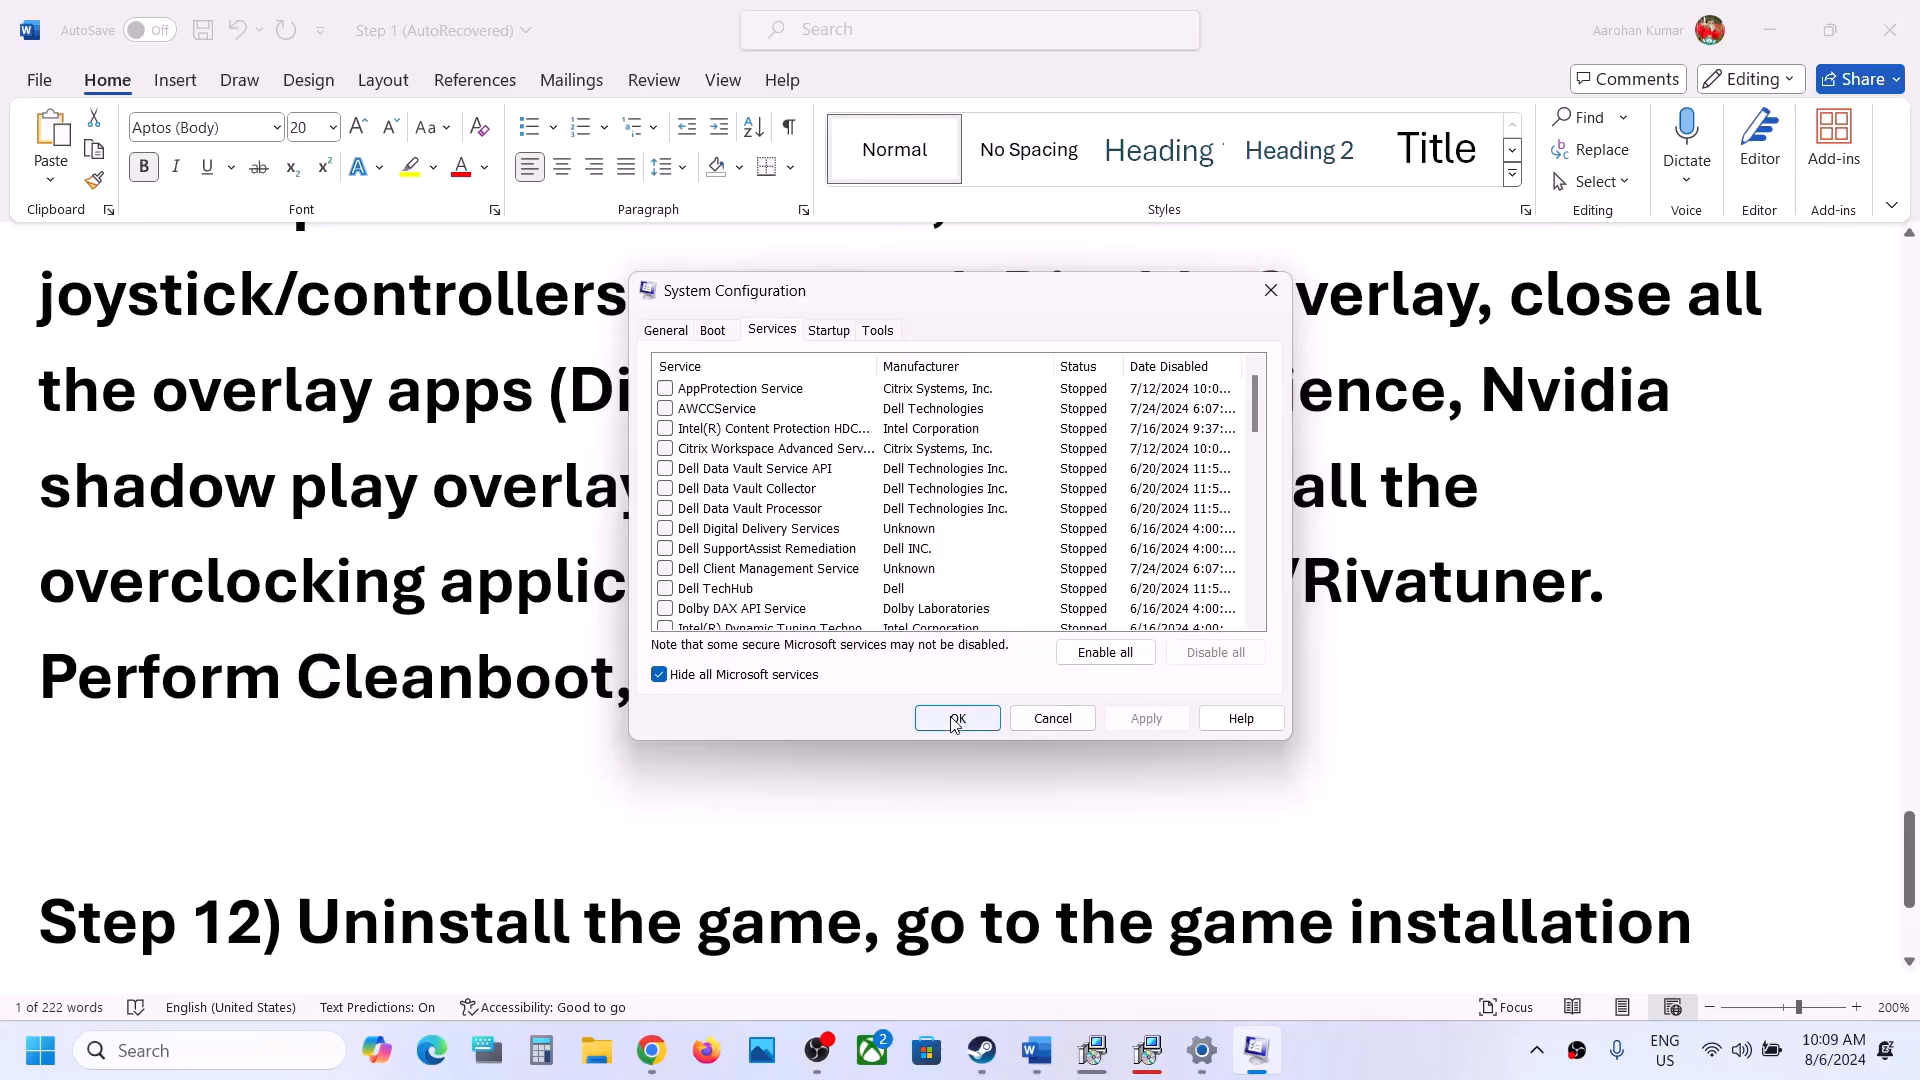 AutoSave Off Step 1 (AutoRecovered) Search Aarohan Kumar
File Home Insert Draw Design Layout References Mailings Review View Help Comments Editing Share
Paste Aptos (Body) 20 Aa Normal No Spacing Heading Heading 2 Title Find Replace Select Dictate Editor Add-ins
Clipboard Font Paragraph Styles Editing Voice Editor Add-ins
joystick/controllers verlay, close all
the overlay apps (Di ience, Nvidia
shadow play overlay all the
overclocking applic /Rivatuner.
Perform Cleanboot,
System Configuration
General Boot Services Startup Tools
Service Manufacturer Status Date Disabled
AppProtection Service Citrix Systems, Inc. Stopped 7/12/2024 10:0...
AWCCService Dell Technologies Stopped 7/24/2024 6:07:...
Intel(R) Content Protection HDC... Intel Corporation Stopped 7/16/2024 9:37:...
Citrix Workspace Advanced Serv... Citrix Systems, Inc. Stopped 7/12/2024 10:0...
Dell Data Vault Service API Dell Technologies Inc. Stopped 6/20/2024 11:5...
Dell Data Vault Collector Dell Technologies Inc. Stopped 6/20/2024 11:5...
Dell Data Vault Processor Dell Technologies Inc. Stopped 6/20/2024 11:5...
Dell Digital Delivery Services Unknown Stopped 6/16/2024 4:00:...
Dell SupportAssist Remediation Dell INC. Stopped 6/16/2024 4:00:...
Dell Client Management Service Unknown Stopped 7/24/2024 6:07:...
Dell TechHub Dell Stopped 6/20/2024 11:5...
Dolby DAX API Service Dolby Laboratories Stopped 6/16/2024 4:00:...
Intel(R) Dynamic Tuning Techno Intel Corporation Stopped 6/16/2024 4:00:
Note that some secure Microsoft services may not be disabled.
Enable all Disable all
Hide all Microsoft services
OK Cancel Apply Help
Step 12) Uninstall the game, go to the game installation
1 of 222 words English (United States) Text Predictions: On Accessibility: Good to go Focus 200%
Search 2 ENG US 10:09 AM 8/6/2024